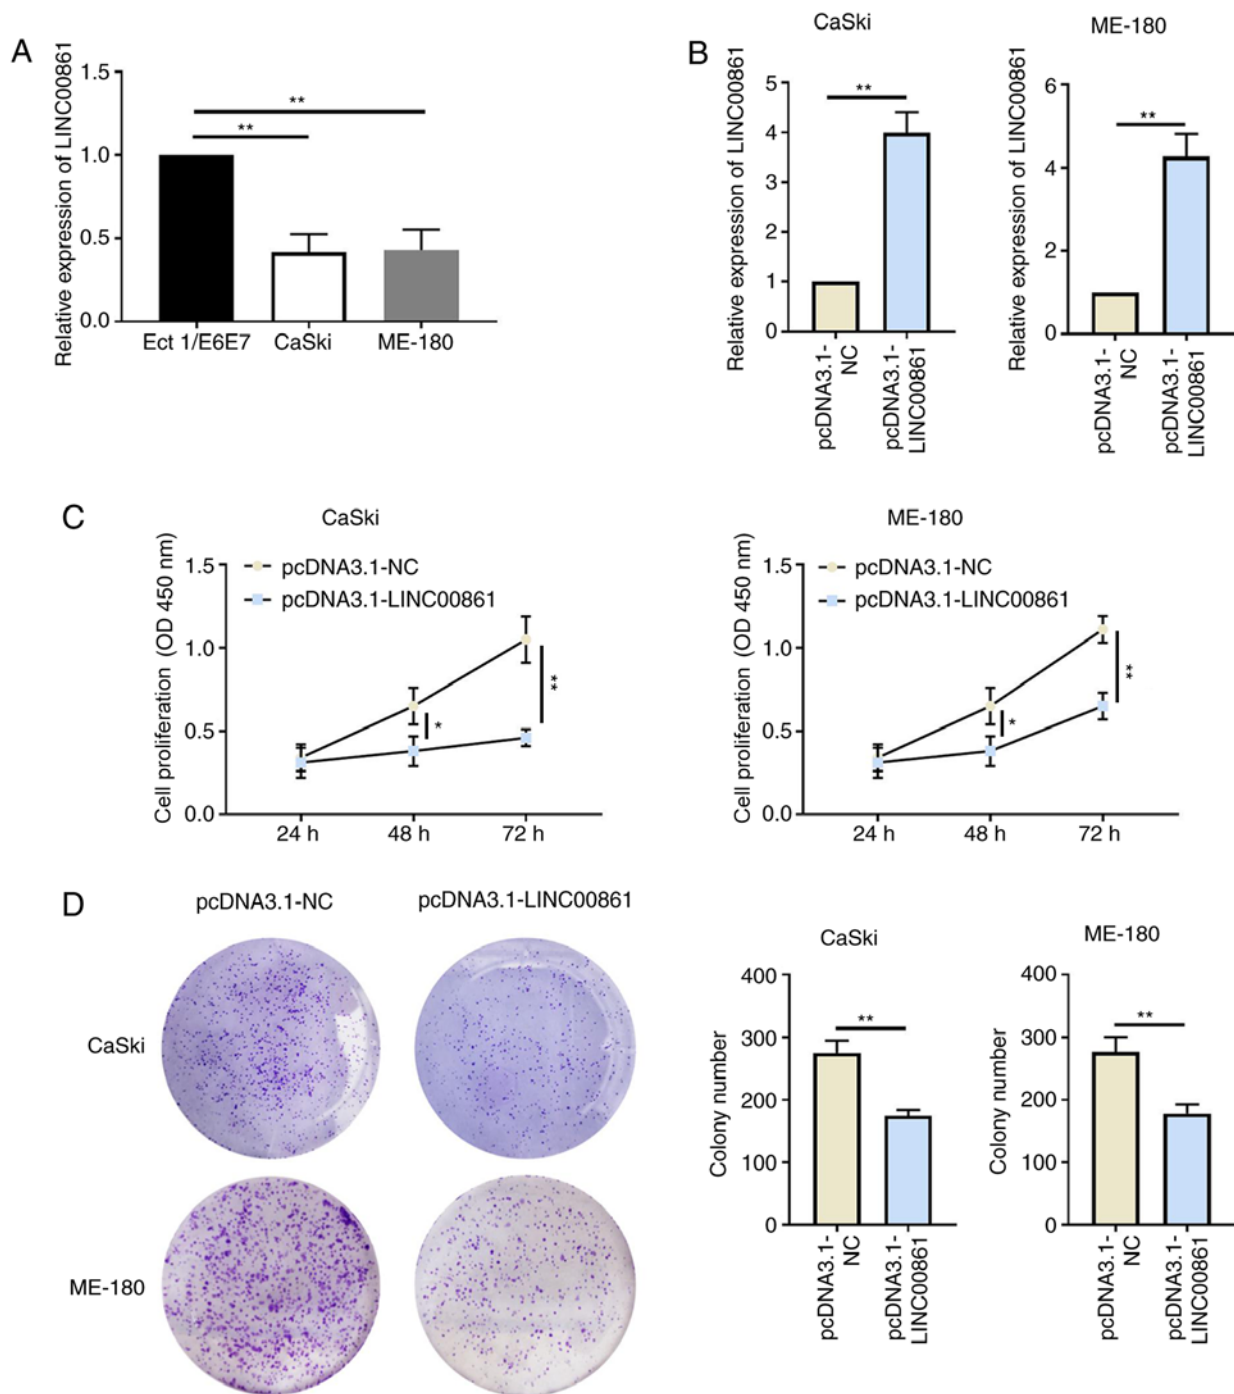 A
Relative expression of LINC00861
1.5
1.0
0.5
0.0
**
**
Ect 1/E6E7
CaSki
ME-180
B
CaSki
Relative expression of LINC00861
5
4
3
2
1
0
**
pcDNA3.1-
NC
pcDNA3.1-
LINC00861
ME-180
Relative expression of LINC00861
6
4
2
0
**
pcDNA3.1-
NC
pcDNA3.1-
LINC00861
C
CaSki
Cell proliferation (OD 450 nm)
1.5
1.0
0.5
0.0
pcDNA3.1-NC
pcDNA3.1-LINC00861
*
**
24 h
48 h
72 h
ME-180
Cell proliferation (OD 450 nm)
1.5
1.0
0.5
0.0
pcDNA3.1-NC
pcDNA3.1-LINC00861
*
**
24 h
48 h
72 h
D
pcDNA3.1-NC
pcDNA3.1-LINC00861
CaSki
ME-180
CaSki
Colony number
400
300
200
100
0
**
pcDNA3.1-
NC
pcDNA3.1-
LINC00861
ME-180
Colony number
400
300
200
100
0
**
pcDNA3.1-
NC
pcDNA3.1-
LINC00861